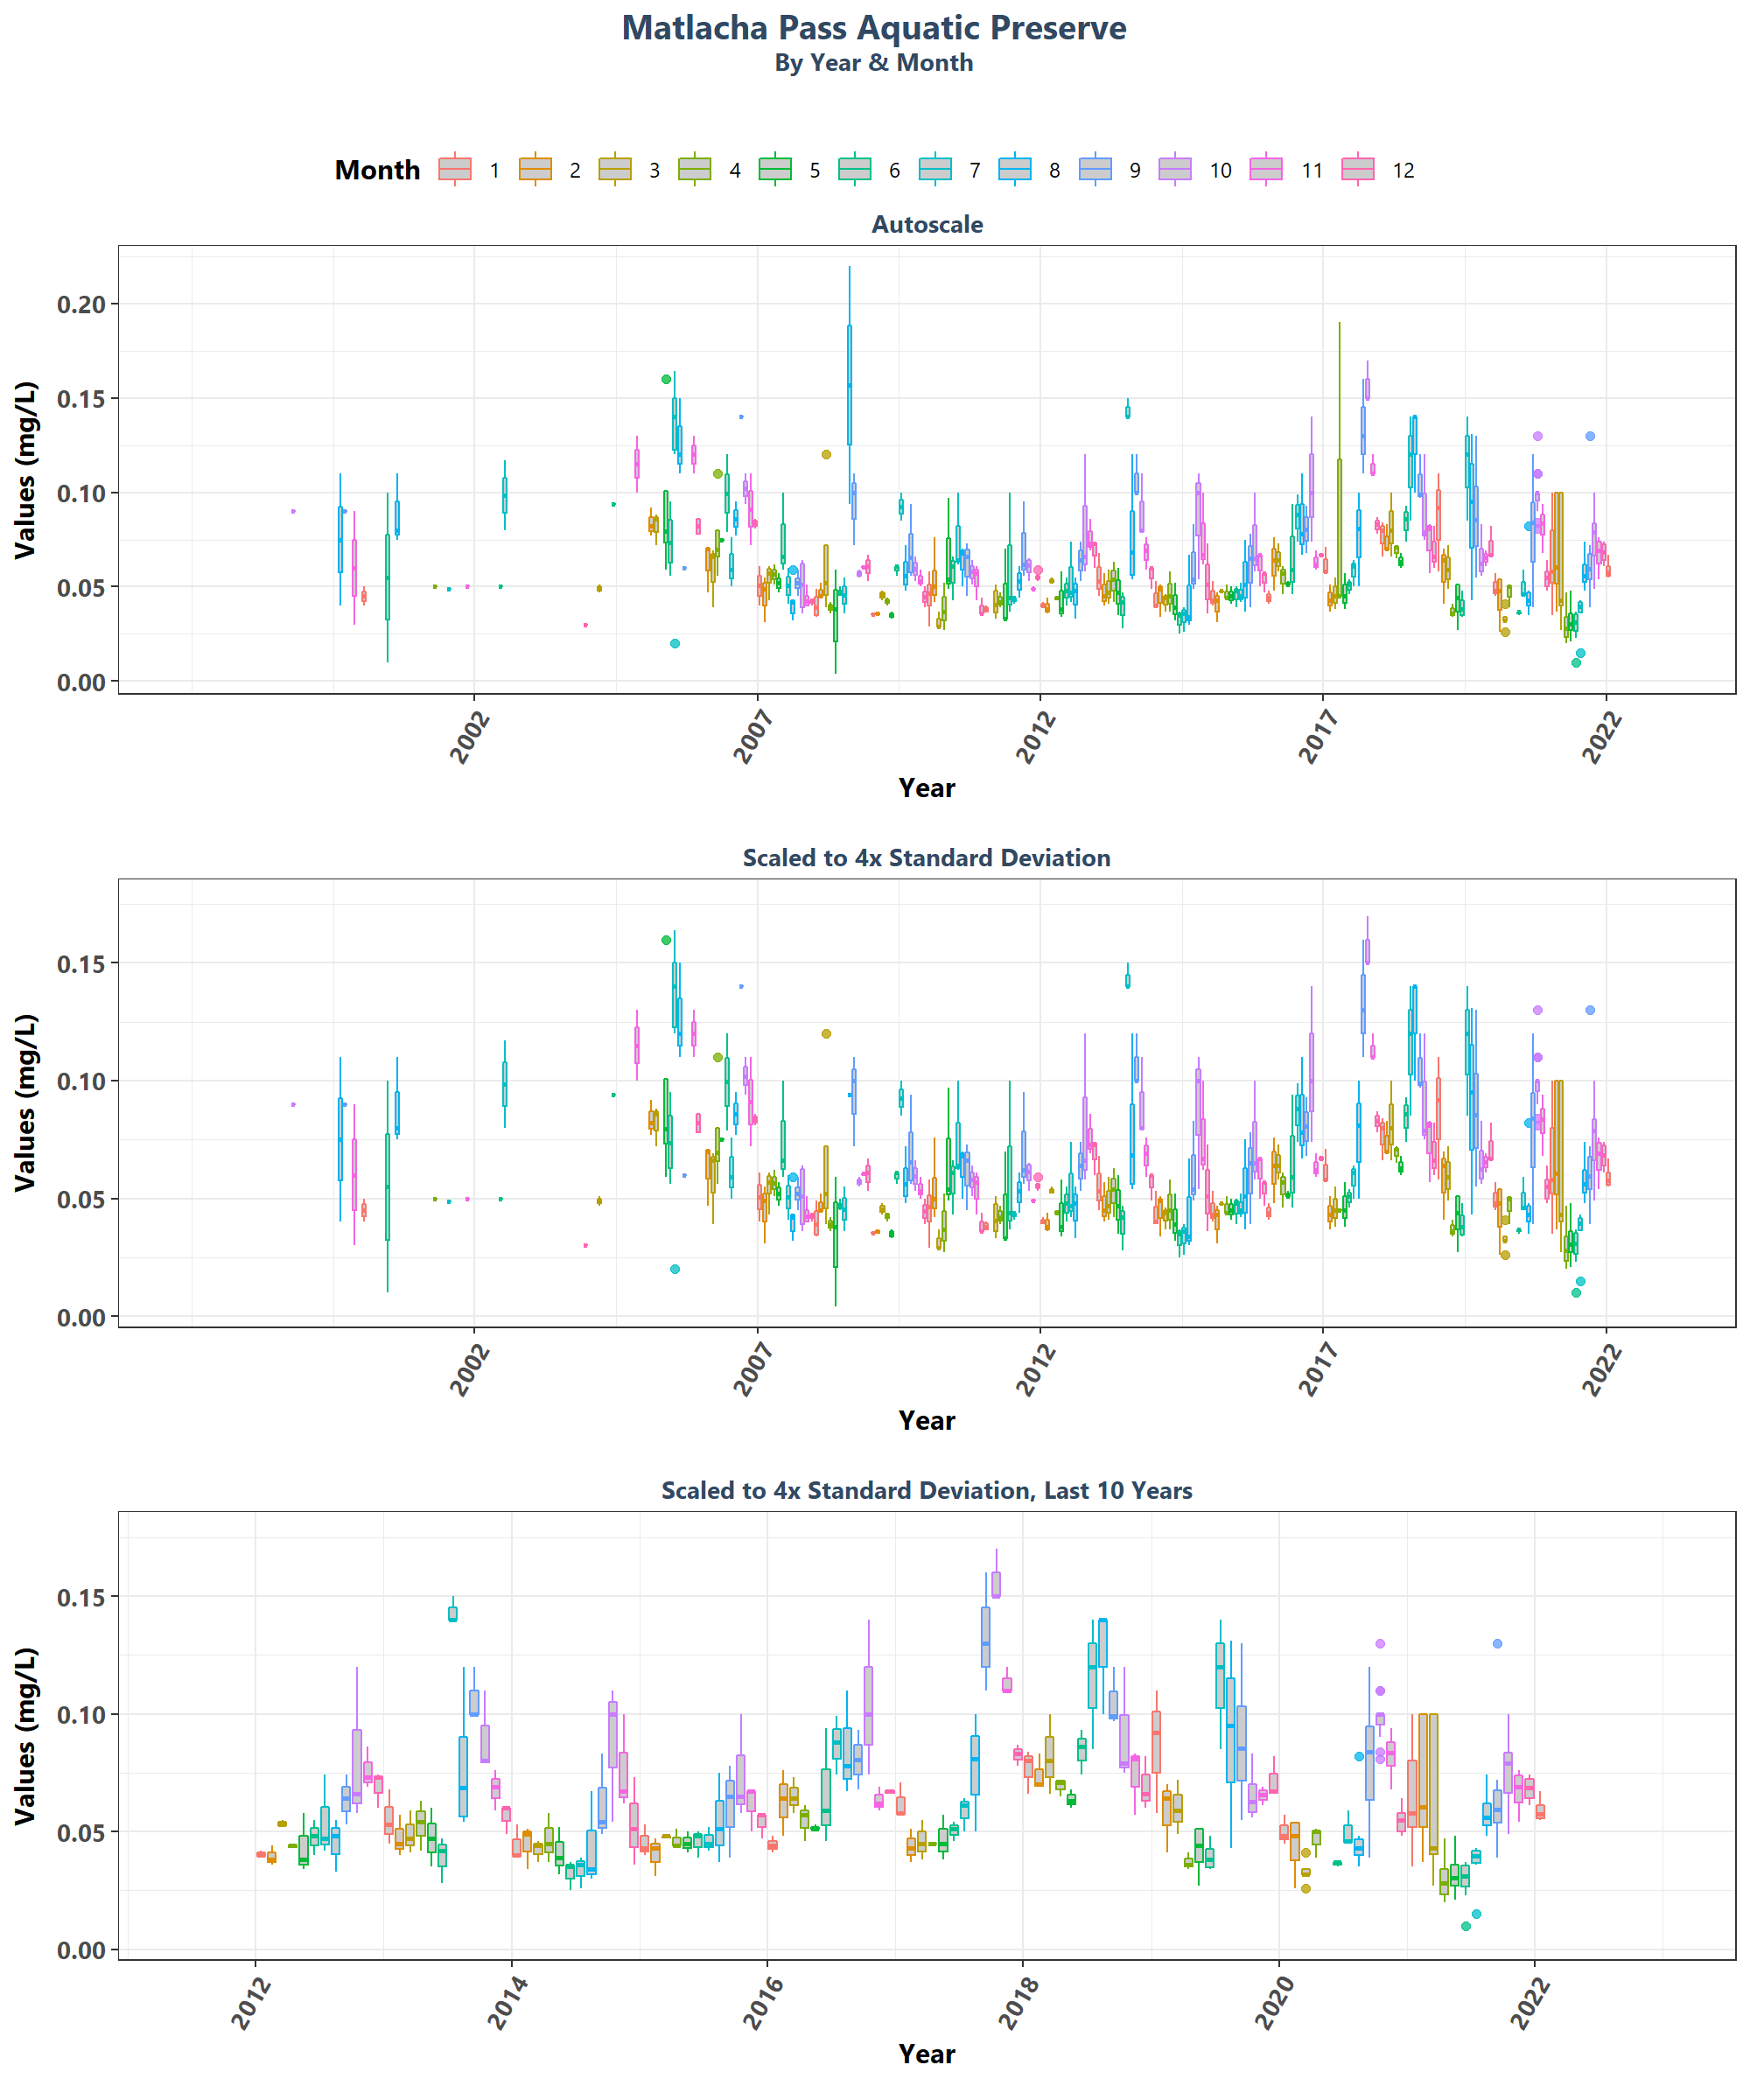 Matlacha Pass Aquatic Preserve
By Year & Month
Month 1 2 3 4 5 6 7 8 9 10 11 12
Autoscale
Values (mg/L)
0.20
0.15
0.10
0.05
0.00
2002 2007 2012 2017 2022
Year
Scaled to 4x Standard Deviation
Values (mg/L)
0.15
0.10
0.05
0.00
2002 2007 2012 2017 2022
Year
Scaled to 4x Standard Deviation, Last 10 Years
Values (mg/L)
0.15
0.10
0.05
0.00
2012 2014 2016 2018 2020 2022
Year